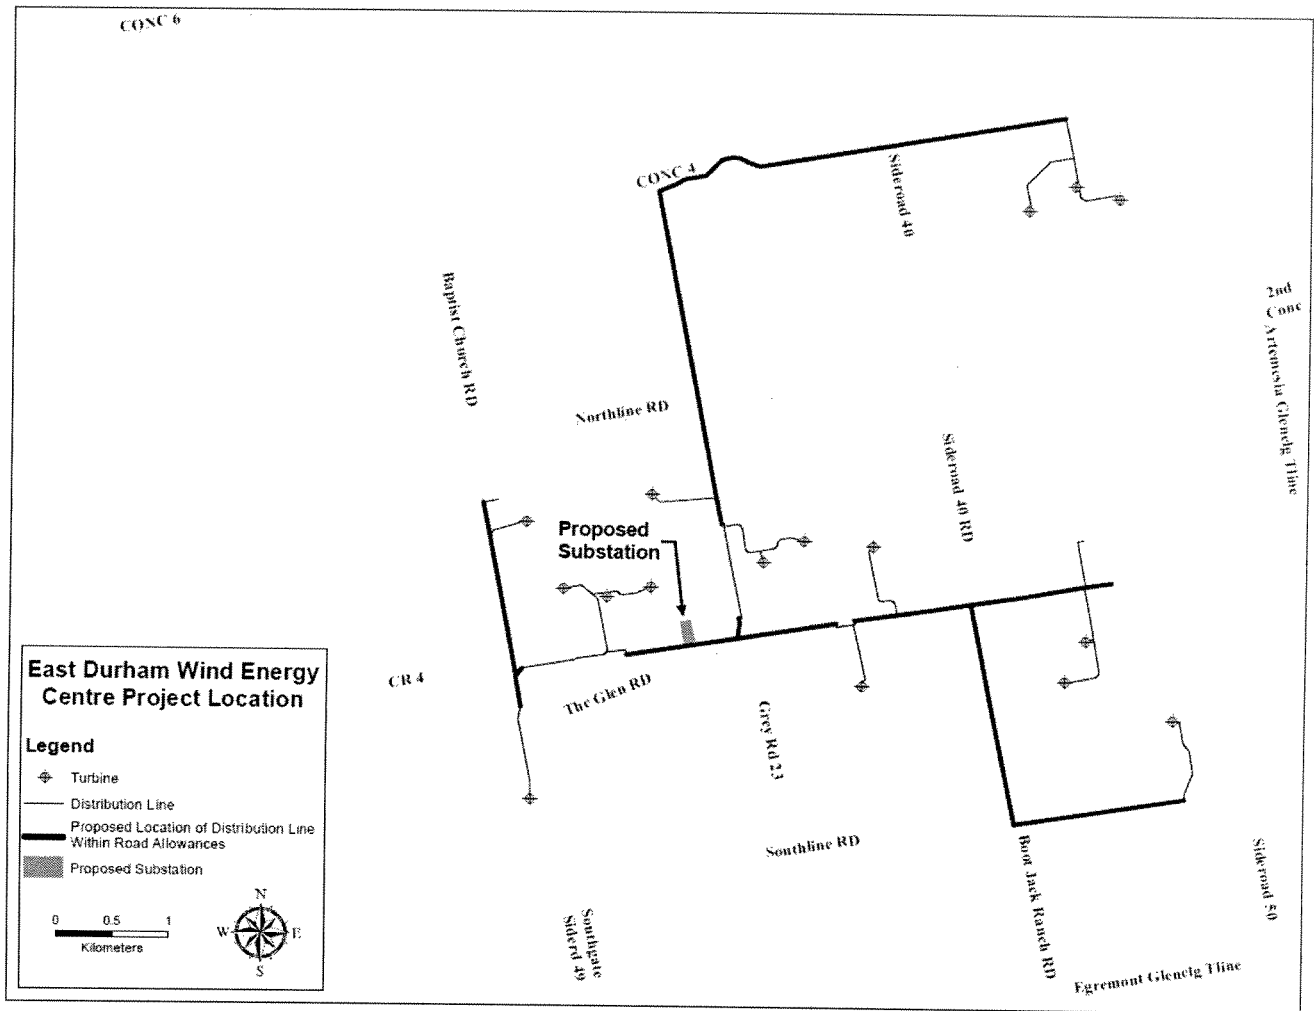 CONC 6
CONC 4
Sideroad 40
2nd
Conc
Baptist Church RD
Artemesia Glenelg Tline
Northline RD
Sideroad 40 RD
Proposed
Substation
CR 4
The Glen RD
Grey Rd 23
Southline RD
Boot Jack Ranch RD
Sideroad 50
Southgate
Siderd 49
Egremont Glenelg Tline
East Durham Wind Energy
Centre Project Location
Legend
Turbine
Distribution Line
Proposed Location of Distribution Line
Within Road Allowances
Proposed Substation
0 0.5 1
Kilometers
N
W E
S